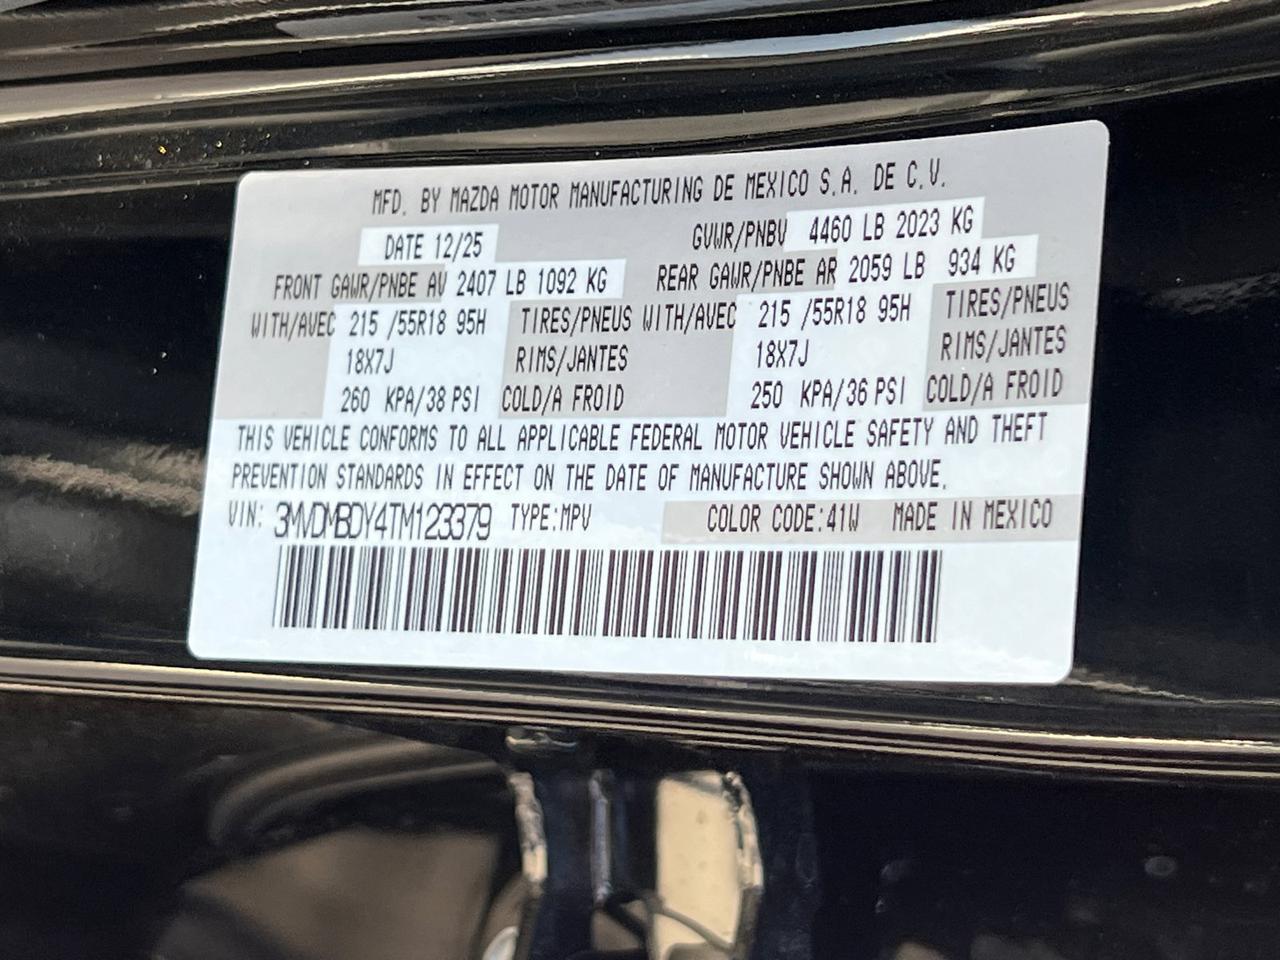 MFD. BY MAZDA MOTOR MANUFACTURING DE MEXICO S.A. DE C.V.
DATE 12/25 GVWR/PNBV 4460 LB 2023 KG
FRONT GAWR/PNBE AV 2407 LB 1092 KG REAR GAWR/PNBE AR 2059 LB 934 KG
WITH/AVEC 215 /55R18 95H TIRES/PNEUS WITH/AVEC 215 /55R18 95H TIRES/PNEUS
18X7J RIMS/JANTES 18X7J RIMS/JANTES
260 KPA/38 PSI COLD/A FROID 250 KPA/36 PSI COLD/A FROID
THIS VEHICLE CONFORMS TO ALL APPLICABLE FEDERAL MOTOR VEHICLE SAFETY AND THEFT
PREVENTION STANDARDS IN EFFECT ON THE DATE OF MANUFACTURE SHOWN ABOVE.
VIN: 3MVDMBDY4TM123379 TYPE:MPV COLOR CODE:41W MADE IN MEXICO